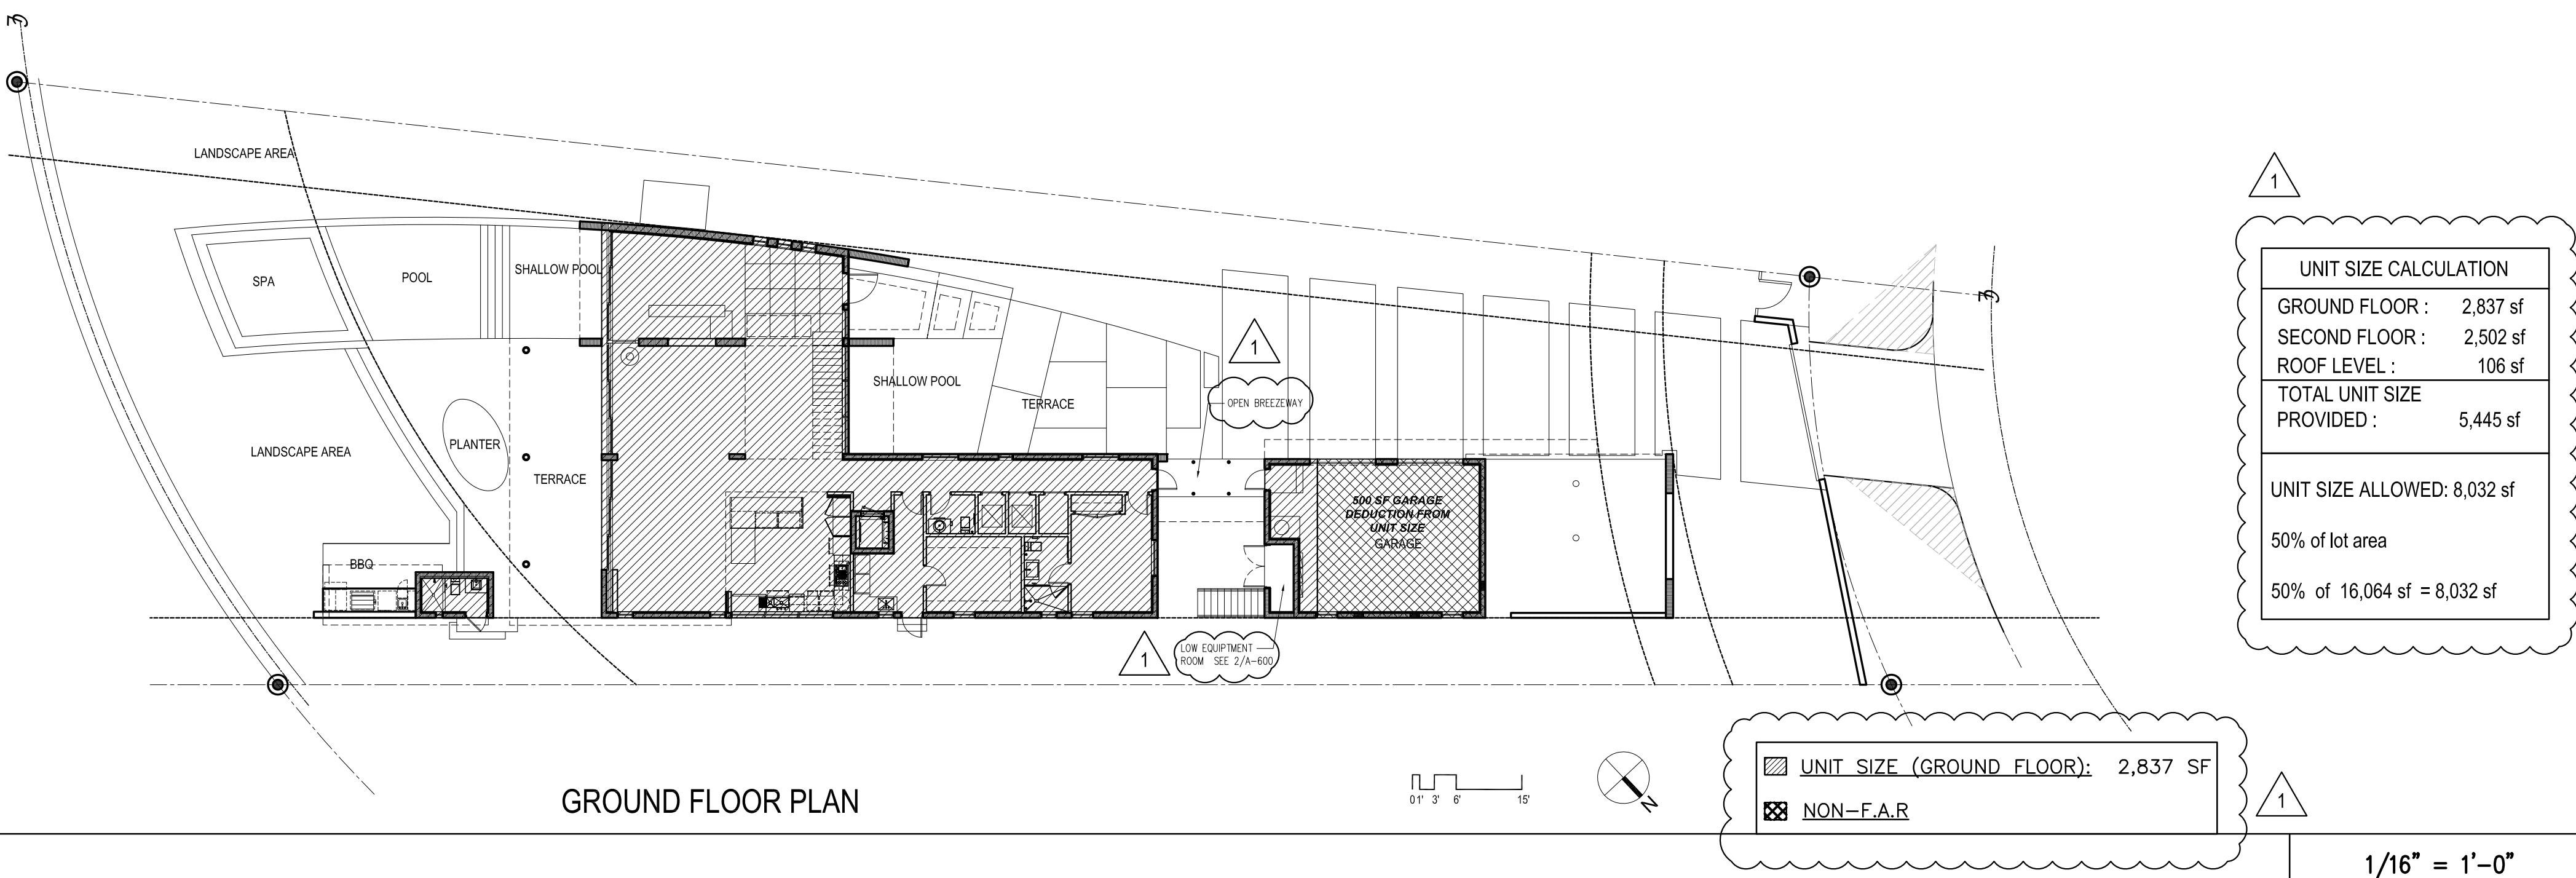 LANDSCAPE AREA
SPA
POOL
SHALLOW POOL
SHALLOW POOL
TERRACE
1
OPEN BREEZEWAY
PLANTER
LANDSCAPE AREA
TERRACE
BBQ
500 SF GARAGE
DEDUCTION FROM
UNIT SIZE
GARAGE
1
LOW EQUIPTMENT
ROOM SEE 2/A-600
1
UNIT SIZE CALCULATION
GROUND FLOOR : 2,837 sf
SECOND FLOOR : 2,502 sf
ROOF LEVEL : 106 sf
TOTAL UNIT SIZE
PROVIDED : 5,445 sf
UNIT SIZE ALLOWED: 8,032 sf
50% of lot area
50% of 16,064 sf = 8,032 sf
GROUND FLOOR PLAN
01' 3' 6' 15'
N
UNIT SIZE (GROUND FLOOR): 2,837 SF
NON-F.A.R
1
1/16" = 1'-0"